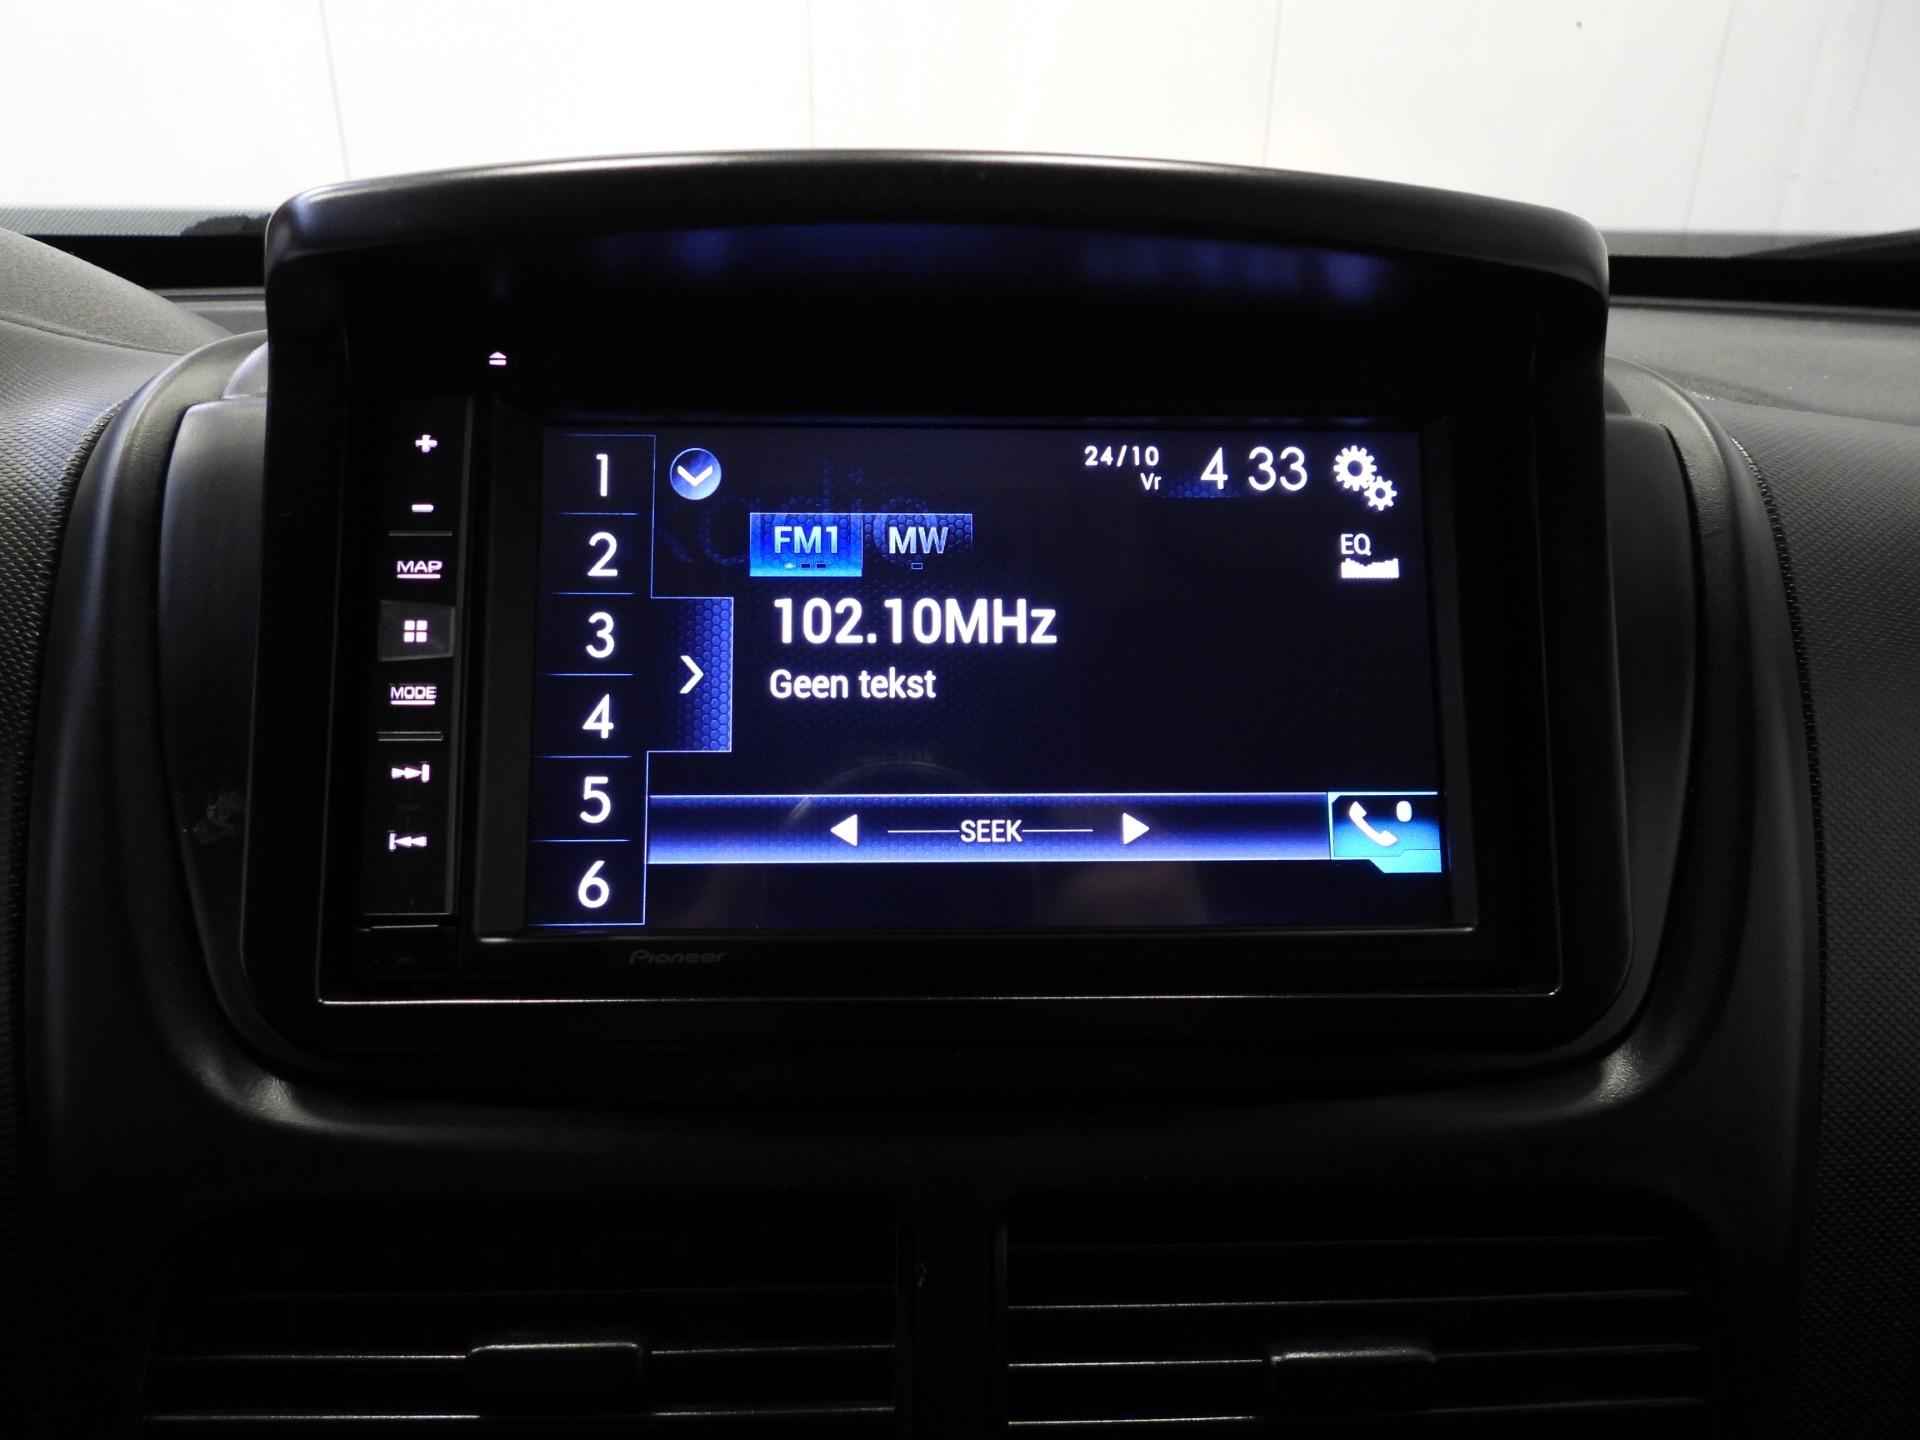 24/10
Vr
4 33
EQ
FM1 MW
102.10MHz
Geen tekst
SEEK
1
2
3
4
5
6
MAP
MODE
Pioneer